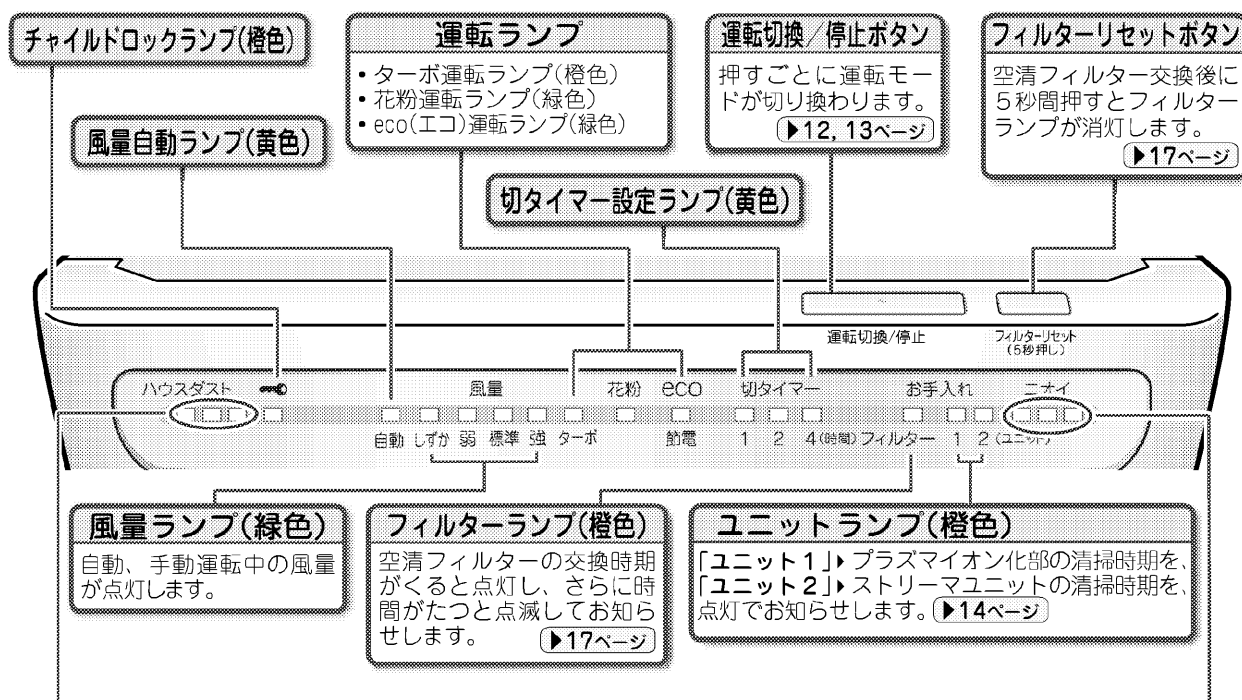 チャイルドロックランプ(橙色)
運転ランプ
・ターボ運転ランプ(橙色)
・花粉運転ランプ(緑色)
・eco(エコ)運転ランプ(緑色)
運転切換/停止ボタン
押すごとに運転モー
ドが切り換わります。
▶12, 13ページ
フィルターリセットボタン
空清フィルター交換後に
5秒間押すとフィルター
ランプが消灯します。
▶17ページ
風量自動ランプ(黄色)
切タイマー設定ランプ(黄色)
運転切換/停止
フィルターリセット
(5秒押し)
ハウスダスト 風量 花粉 eco 切タイマー お手入れ ニオイ
自動 しずか 弱 標準 強 ターボ 節電 1 2 4(時間) フィルター 1 2(ユニット)
風量ランプ(緑色)
自動、手動運転中の風量
が点灯します。
フィルターランプ(橙色)
空清フィルターの交換時期
がくると点灯し、さらに時
間がたつと点滅してお知ら
せします。 ▶17ページ
ユニットランプ(橙色)
「ユニット1」▶プラズマイオン化部の清掃時期を、
「ユニット2」▶ストリーマユニットの清掃時期を、
点灯でお知らせします。 ▶14ページ